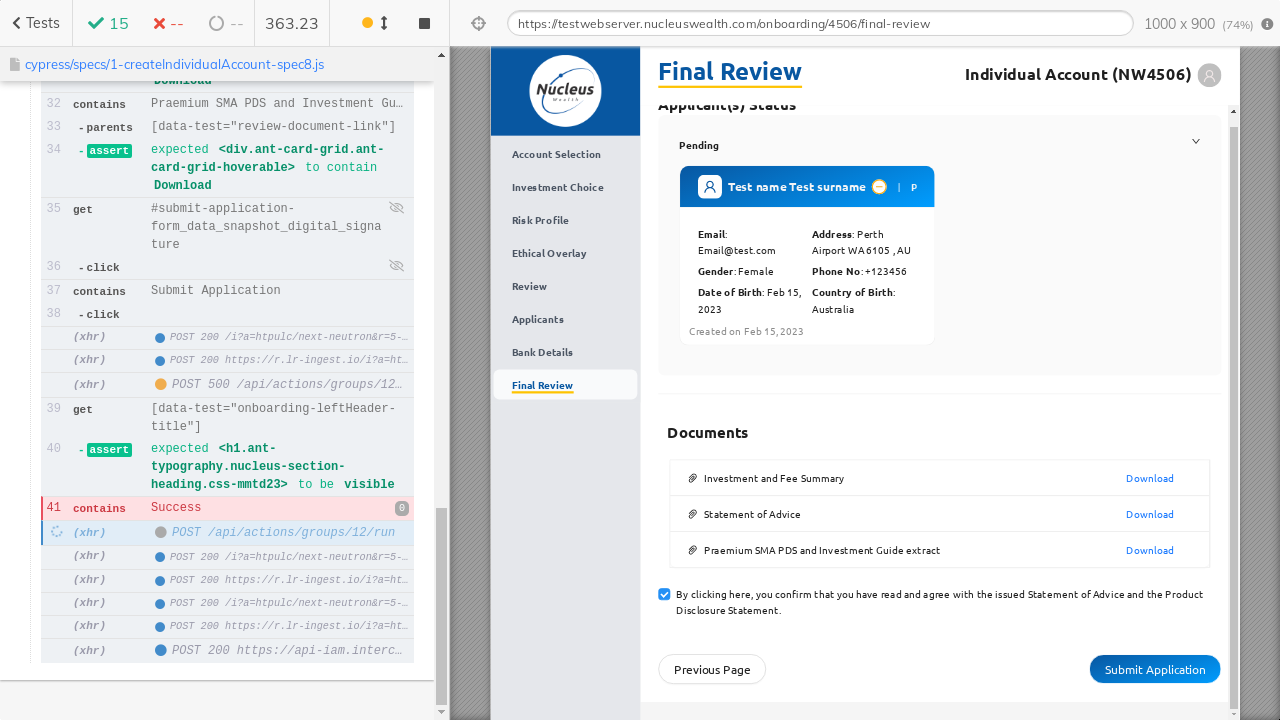 Tests
15
--
--
363.23
https://testwebserver.nucleuswealth.com/onboarding/4506/final-review
1000 x 900 (74%)
cypress/specs/1-createIndividualAccount-spec8.js
Download
32 contains Praemium SMA PDS and Investment Gu…
33 - parents [data-test="review-document-link"]
34 - assert expected <div.ant-card-grid.ant-
card-grid-hoverable> to contain
Download
35 get #submit-application-
form_data_snapshot_digital_signa
ture
36 - click
37 contains Submit Application
38 - click
(xhr) POST 200 /i?a=htpulc/next-neutron&r=5-…
(xhr) POST 200 https://r.lr-ingest.io/i?a=ht…
(xhr) POST 500 /api/actions/groups/12…
39 get [data-test="onboarding-leftHeader-
title"]
40 - assert expected <h1.ant-
typography.nucleus-section-
heading.css-mmtd23> to be visible
41 contains Success 0
(xhr) POST /api/actions/groups/12/run
(xhr) POST 200 /i?a=htpulc/next-neutron&r=5-…
(xhr) POST 200 https://r.lr-ingest.io/i?a=ht…
(xhr) POST 200 /i?a=htpulc/next-neutron&r=5-…
(xhr) POST 200 https://r.lr-ingest.io/i?a=ht…
(xhr) POST 200 https://api-iam.interc…
Nucleus
Wealth
Account Selection
Investment Choice
Risk Profile
Ethical Overlay
Review
Applicants
Bank Details
Final Review
Final Review
Individual Account (NW4506)
Applicant(s) Status
Pending
Test name Test surname | P
Email:
Email@test.com
Address: Perth
Airport WA 6105 , AU
Gender: Female
Phone No: +123456
Date of Birth: Feb 15,
2023
Country of Birth:
Australia
Created on Feb 15, 2023
Documents
Investment and Fee Summary Download
Statement of Advice Download
Praemium SMA PDS and Investment Guide extract Download
By clicking here, you confirm that you have read and agree with the issued Statement of Advice and the Product
Disclosure Statement.
Previous Page
Submit Application